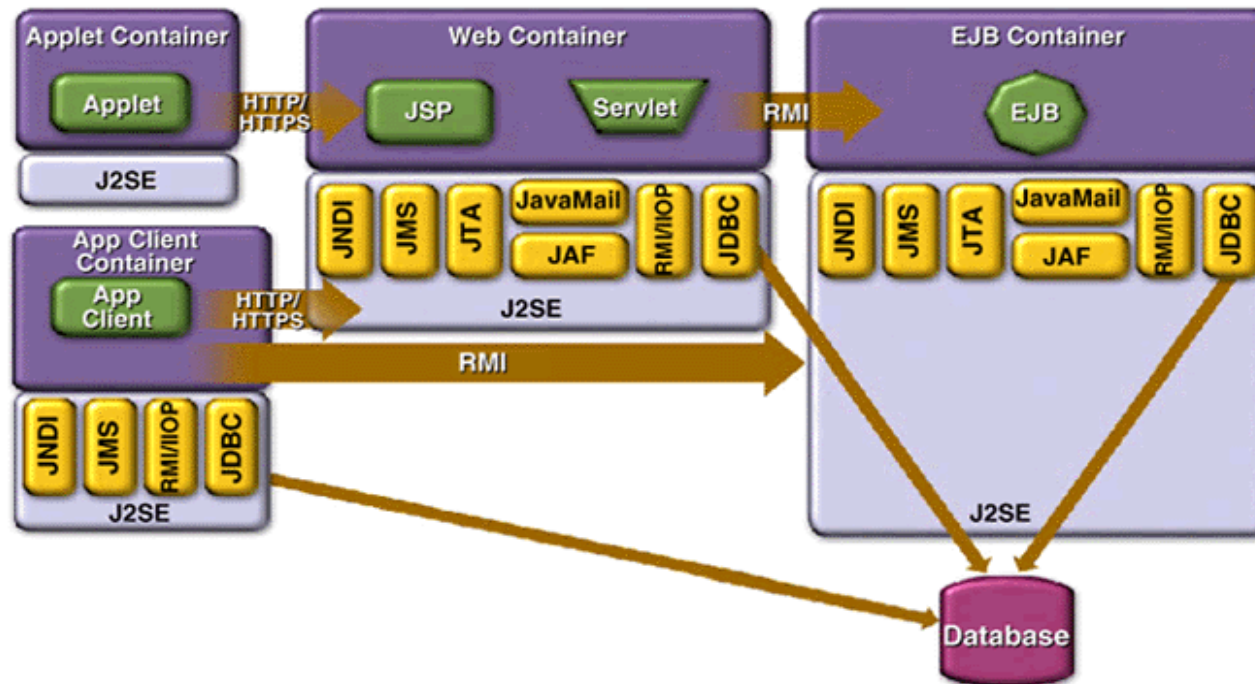 Applet Container
Applet
J2SE
HTTP/
HTTPS
Web Container
JSP
Servlet
JNDI
JMS
JTA
JavaMail
JAF
RMI/IIOP
JDBC
J2SE
RMI
EJB Container
EJB
JNDI
JMS
JTA
JavaMail
JAF
RMI/IIOP
JDBC
J2SE
App Client
Container
App
Client
HTTP/
HTTPS
RMI
JNDI
JMS
RMI/IIOP
JDBC
J2SE
Database